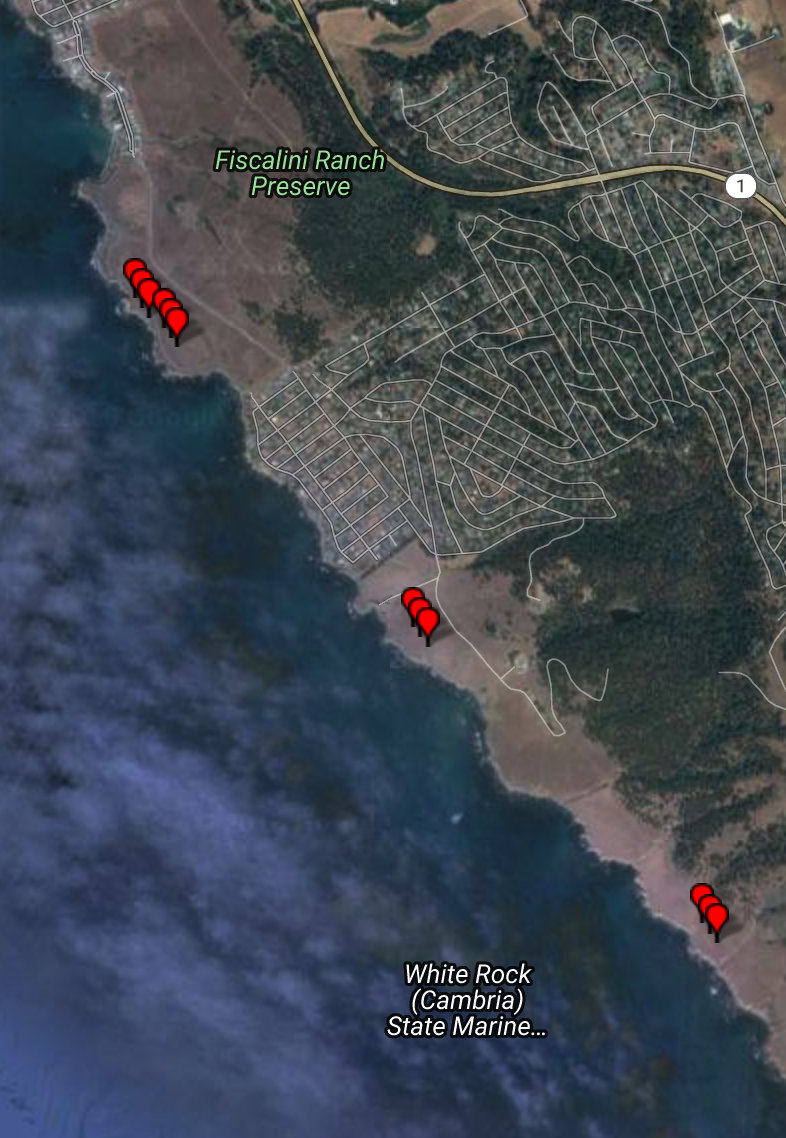 Fiscalini Ranch
Preserve
1
White Rock
(Cambria)
State Marine...